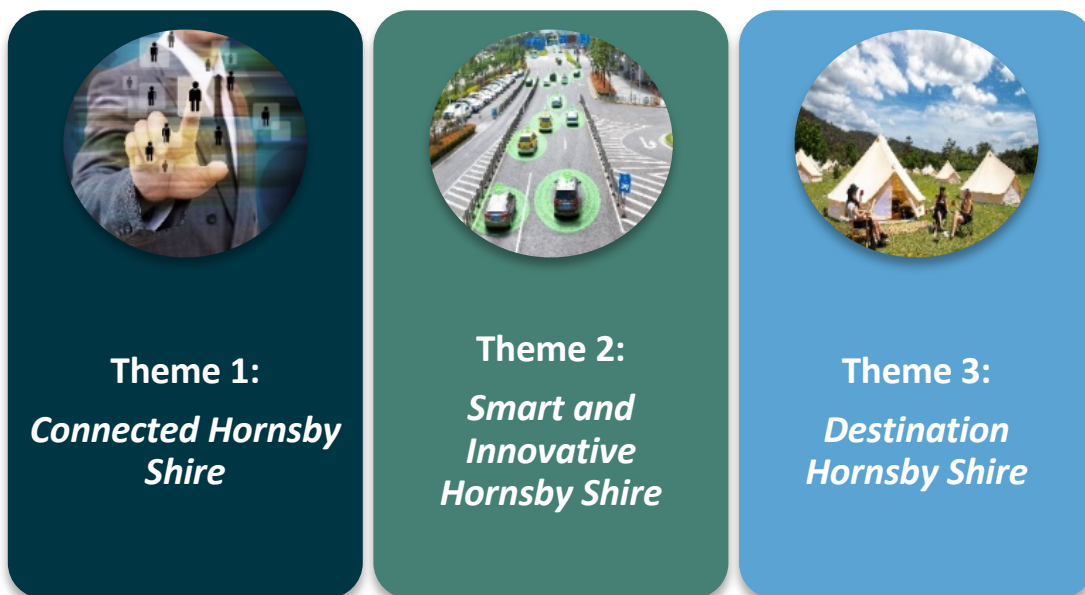 Theme 1:
Connected Hornsby
Shire
Theme 2:
Smart and
Innovative
Hornsby Shire
Theme 3:
Destination
Hornsby Shire